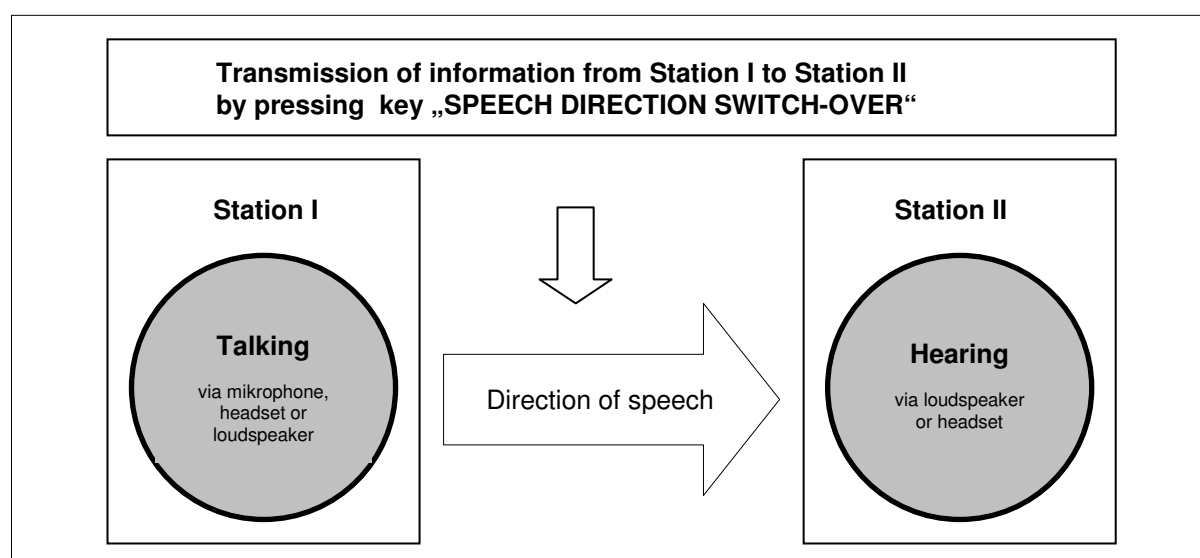 Transmission of information from Station I to Station II
by pressing key „SPEECH DIRECTION SWITCH-OVER“
Station I
Talking
via mikrophone,
headset or
loudspeaker
Direction of speech
Station II
Hearing
via loudspeaker
or headset